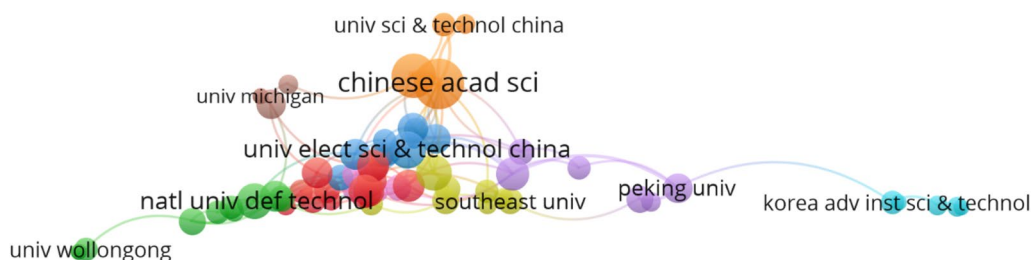 univ sci & technol china
chinese acad sci
univ michigan
univ elect sci & technol china
natl univ def technol
southeast univ
peking univ
korea adv inst sci & technol
univ wollongong